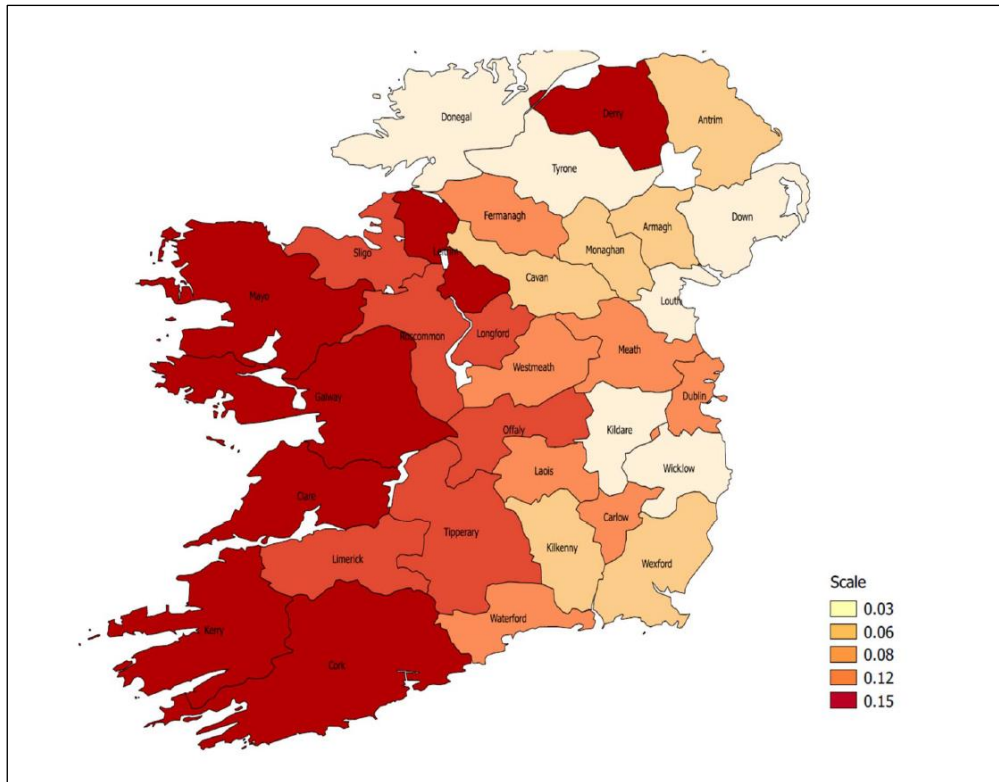 Donegal
Derry
Antrim
Tyrone
Fermanagh
Armagh
Down
Monaghan
Sligo
Leitrim
Cavan
Mayo
Louth
Roscommon
Longford
Meath
Westmeath
Galway
Dublin
Offaly
Kildare
Laois
Wicklow
Clare
Carlow
Tipperary
Kilkenny
Limerick
Wexford
Waterford
Kerry
Cork
Scale
0.03
0.06
0.08
0.12
0.15